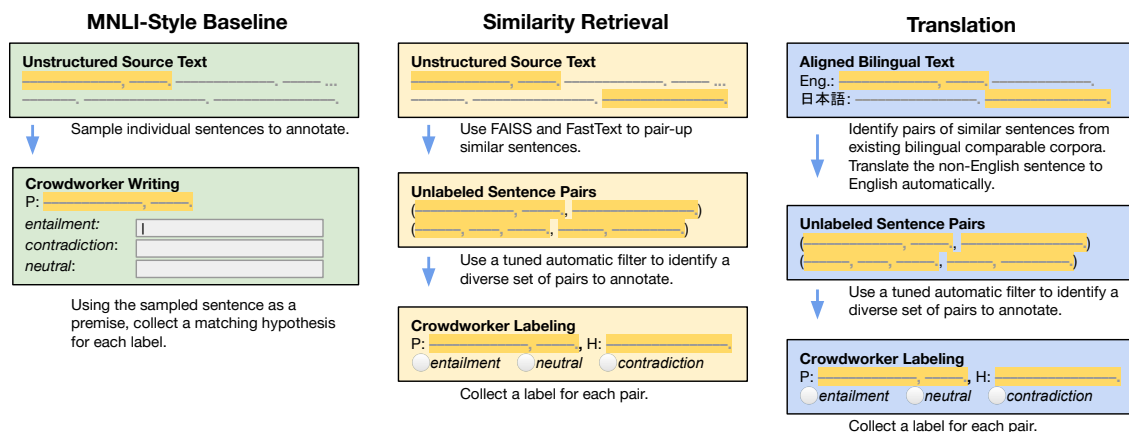 MNLI-Style Baseline
Unstructured Source Text
...
Sample individual sentences to annotate.
Crowdworker Writing
P:
entailment:
contradiction:
neutral:
Using the sampled sentence as a
premise, collect a matching hypothesis
for each label.
Similarity Retrieval
Unstructured Source Text
...
Use FAISS and FastText to pair-up
similar sentences.
Unlabeled Sentence Pairs
( , )
( , )
Use a tuned automatic filter to identify a
diverse set of pairs to annotate.
Crowdworker Labeling
P: , H:
entailment neutral contradiction
Collect a label for each pair.
Translation
Aligned Bilingual Text
Eng.:
日本語:
Identify pairs of similar sentences from
existing bilingual comparable corpora.
Translate the non-English sentence to
English automatically.
Unlabeled Sentence Pairs
( , )
( , )
Use a tuned automatic filter to identify a
diverse set of pairs to annotate.
Crowdworker Labeling
P: , H:
entailment neutral contradiction
Collect a label for each pair.